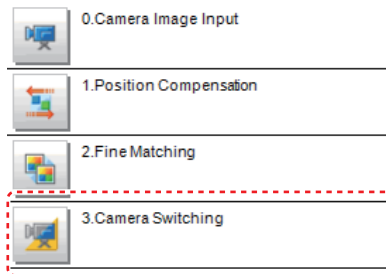 0.Camera Image Input
1.Position Compensation
2.Fine Matching
3.Camera Switching